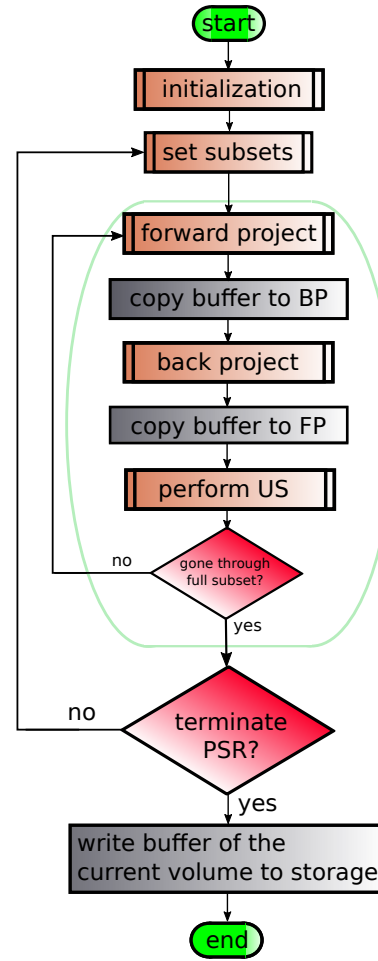 start
initialization
set subsets
forward project
copy buffer to BP
back project
copy buffer to FP
perform US
gone through
full subset?
no
yes
terminate
PSR?
no
yes
write buffer of the
current volume to storage
end